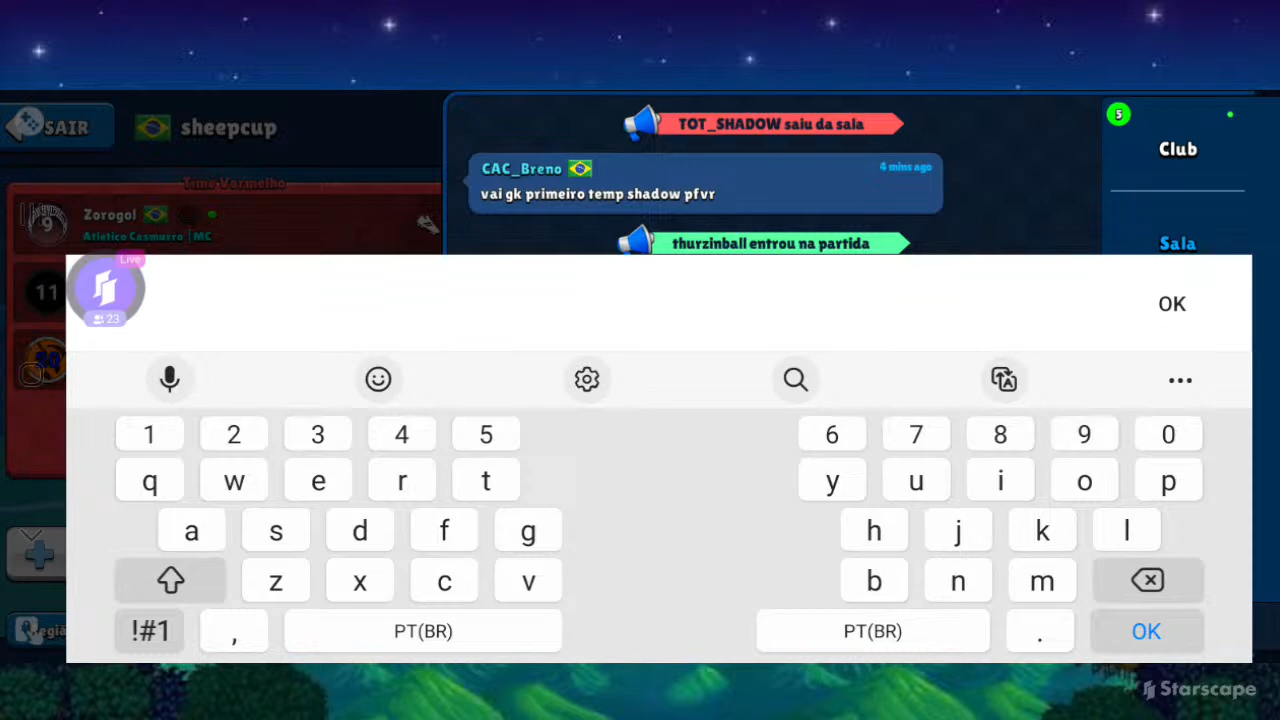 SAIR
sheepcup
TOT_SHADOW saiu da sala
CAC_Breno
4 mins ago
vai gk primeiro temp shadow pfvr
thurzinball entrou na partida
5
Club
Sala
Time Vermelho
9
Zorogol
Atletico Casmurro | MC
11
Live
23
OK
1 2 3 4 5 6 7 8 9 0
q w e r t y u i o p
a s d f g h j k l
z x c v b n m
!#1 , PT(BR) PT(BR) . OK
Regiã
Starscape